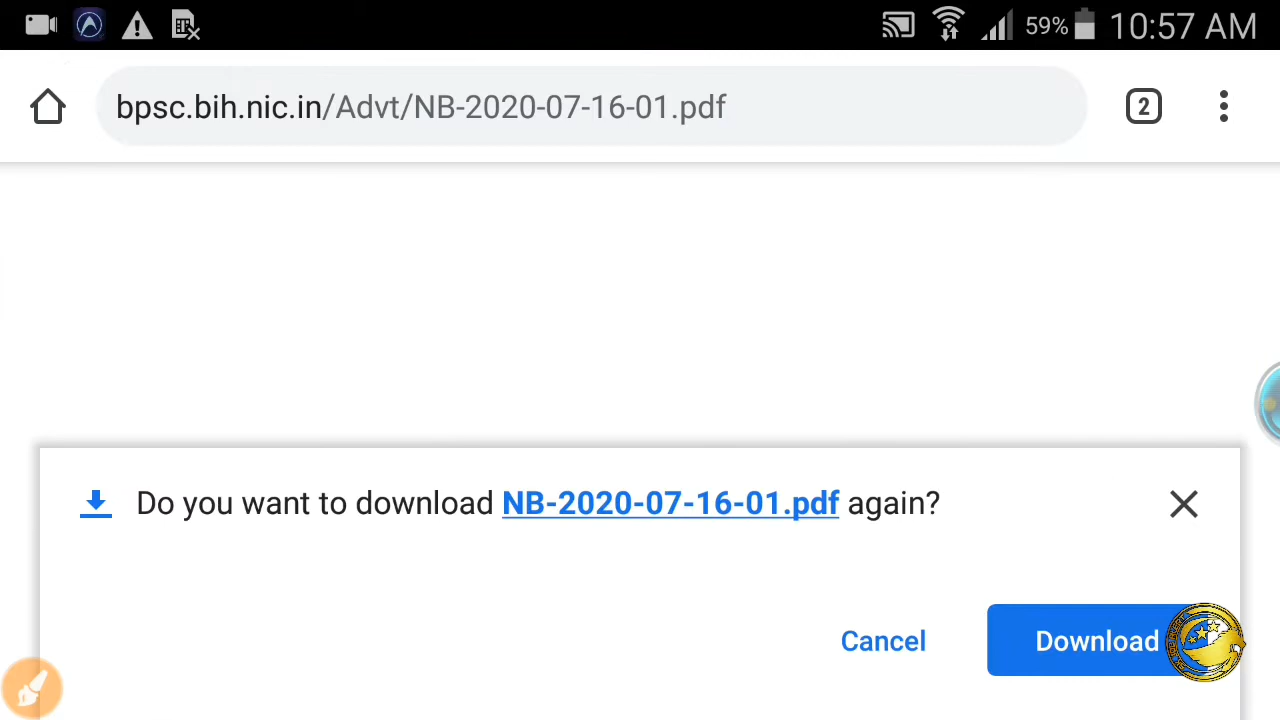 59% 10:57 AM
bpsc.bih.nic.in/Advt/NB-2020-07-16-01.pdf
2
Do you want to download NB-2020-07-16-01.pdf again?
Cancel
Download